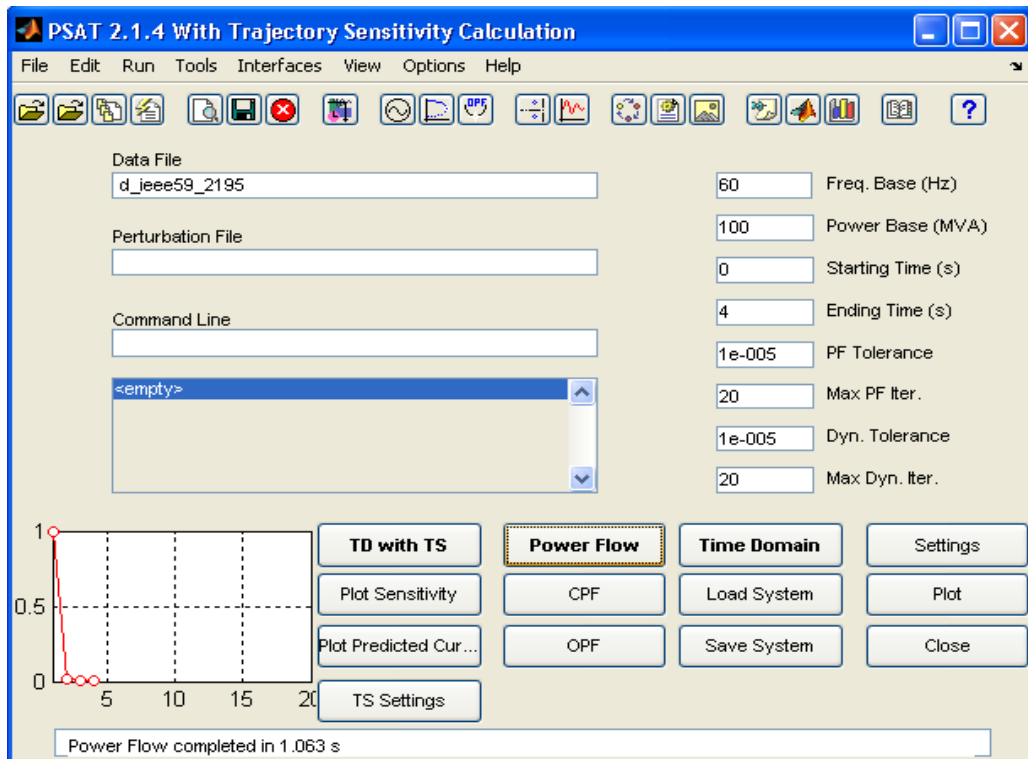 PSAT 2.1.4 With Trajectory Sensitivity Calculation
File Edit Run Tools Interfaces View Options Help
OPF
?
Data File
d_ieee59_2195
60 Freq. Base (Hz)
Perturbation File
100 Power Base (MVA)
0 Starting Time (s)
Command Line
4 Ending Time (s)
1e-005 PF Tolerance
<empty>
20 Max PF Iter.
1e-005 Dyn. Tolerance
20 Max Dyn. Iter.
1
0.5
0
5 10 15 20
TD with TS Power Flow Time Domain Settings
Plot Sensitivity CPF Load System Plot
Plot Predicted Cur... OPF Save System Close
TS Settings
Power Flow completed in 1.063 s